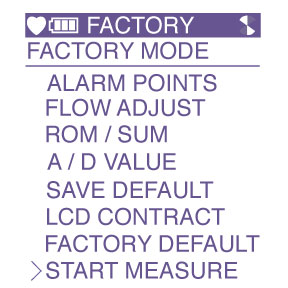 FACTORY
FACTORY MODE
ALARM POINTS
FLOW ADJUST
ROM / SUM
A / D VALUE
SAVE DEFAULT
LCD CONTRACT
FACTORY DEFAULT
>START MEASURE